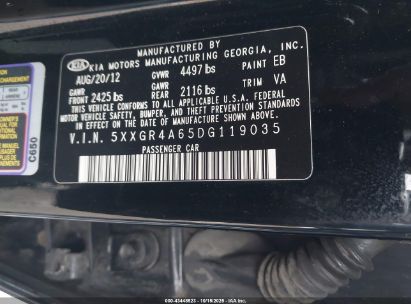 MANUFACTURED BY
KIA KIA MOTORS MANUFACTURING GEORGIA, INC.
AUG/20/12 GVWR 4497 lbs PAINT EB
GAWR FRONT 2425 lbs GAWR REAR 2116 lbs TRIM VA
THIS VEHICLE CONFORMS TO ALL APPLICABLE U.S.A. FEDERAL
MOTOR VEHICLE SAFETY, BUMPER, AND THEFT PREVENTION STANDARDS
IN EFFECT ON THE DATE OF MANUFACTURE SHOWN ABOVE.
V.I.N. 5XXGR4A65DG119035
PASSENGER CAR
C650